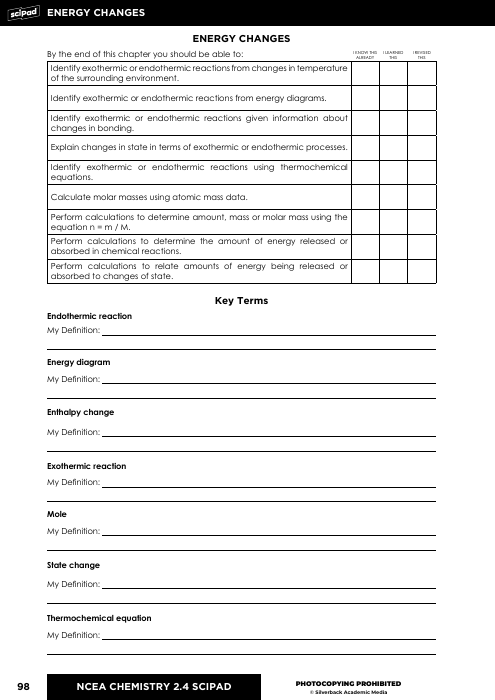 scipad ENERGY CHANGES
ENERGY CHANGES
By the end of this chapter you should be able to:
I KNOW THIS ALREADY
I LEARNED THIS
I REVISED THIS
Identify exothermic or endothermic reactions from changes in temperature
of the surrounding environment.
Identify exothermic or endothermic reactions from energy diagrams.
Identify exothermic or endothermic reactions given information about
changes in bonding.
Explain changes in state in terms of exothermic or endothermic processes.
Identify exothermic or endothermic reactions using thermochemical
equations.
Calculate molar masses using atomic mass data.
Perform calculations to determine amount, mass or molar mass using the
equation n = m / M.
Perform calculations to determine the amount of energy released or
absorbed in chemical reactions.
Perform calculations to relate amounts of energy being released or
absorbed to changes of state.
Key Terms
Endothermic reaction
My Definition:
Energy diagram
My Definition:
Enthalpy change
My Definition:
Exothermic reaction
My Definition:
Mole
My Definition:
State change
My Definition:
Thermochemical equation
My Definition:
98
NCEA CHEMISTRY 2.4 SCIPAD
PHOTOCOPYING PROHIBITED
© Silverback Academic Media